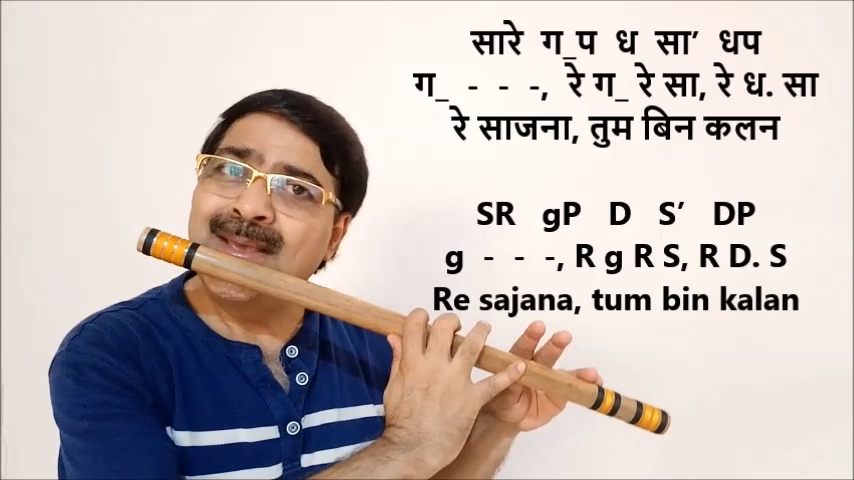 सारे ग_प ध सा’ धप
ग_ - - -, रे ग_ रे सा, रे ध. सा
रे साजना, तुम बिन कलन
SR gP D S’ DP
g - - -, R g R S, R D. S
Re sajana, tum bin kalan